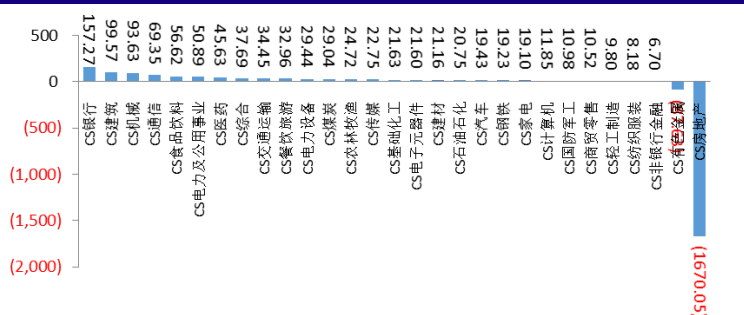 500
0
(500)
(1,000)
(1,500)
(2,000)
157.27
99.57
93.63
69.35
56.62
50.89
45.63
37.69
34.45
32.96
29.44
29.04
24.72
22.75
21.63
21.60
21.16
20.75
19.43
19.23
19.10
11.85
10.98
10.52
9.80
8.18
6.70
(1670.05)
CS银行
CS建筑
CS机械
CS通信
CS食品饮料
CS电力及公用事业
CS医药
CS综合
CS交通运输
CS餐饮旅游
CS电力设备
CS煤炭
CS农林牧渔
CS传媒
CS基础化工
CS电子元器件
CS建材
CS石油石化
CS汽车
CS钢铁
CS家电
CS计算机
CS国防军工
CS商贸零售
CS轻工制造
CS纺织服装
CS非银行金融
CS有色金属
CS房地产